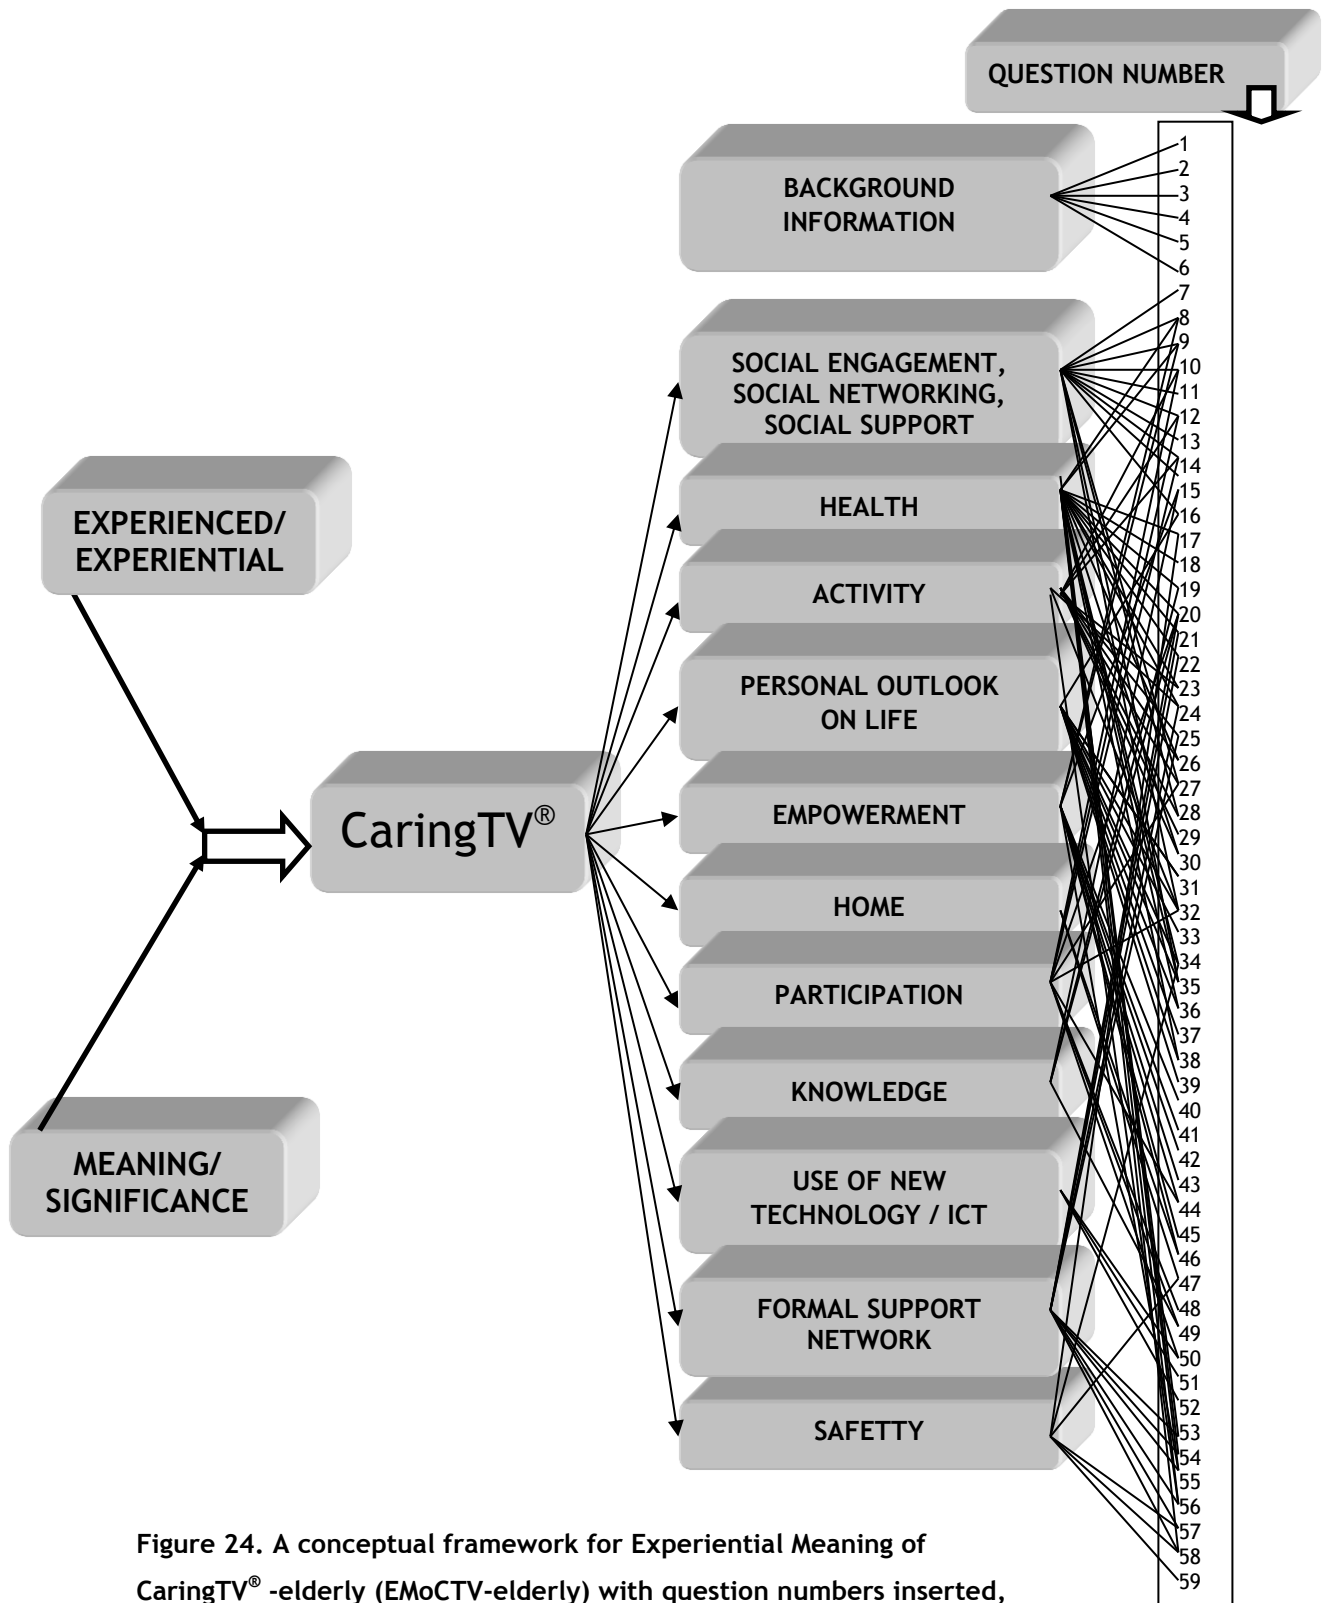 QUESTION NUMBER
BACKGROUND
INFORMATION
SOCIAL ENGAGEMENT,
SOCIAL NETWORKING,
SOCIAL SUPPORT
HEALTH
ACTIVITY
PERSONAL OUTLOOK
ON LIFE
EMPOWERMENT
HOME
PARTICIPATION
KNOWLEDGE
USE OF NEW
TECHNOLOGY / ICT
FORMAL SUPPORT
NETWORK
SAFETTY
EXPERIENCED/
EXPERIENTIAL
CaringTV®
MEANING/
SIGNIFICANCE
1
2
3
4
5
6
7
8
9
10
11
12
13
14
15
16
17
18
19
20
21
22
23
24
25
26
27
28
29
30
31
32
33
34
35
36
37
38
39
40
41
42
43
44
45
46
47
48
49
50
51
52
53
54
55
56
57
58
59
Figure 24. A conceptual framework for Experiential Meaning of
CaringTV® -elderly (EMoCTV-elderly) with question numbers inserted,